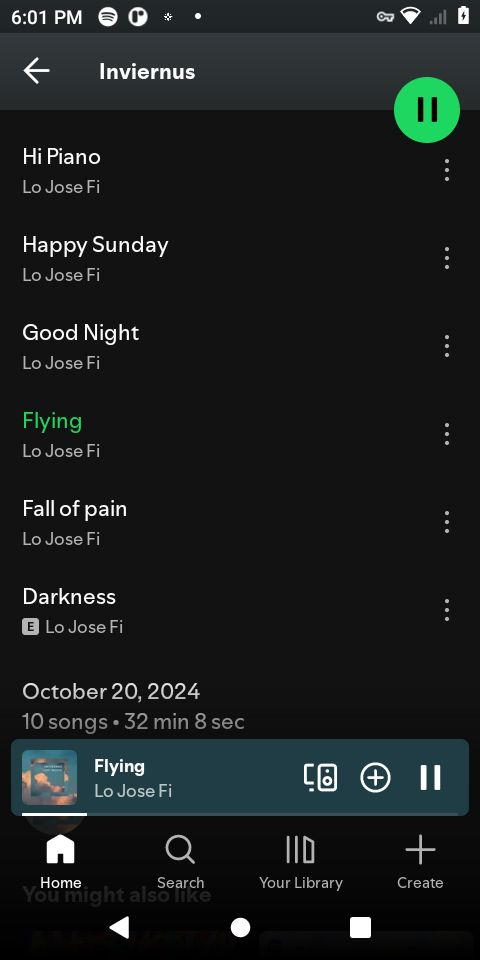 6:01 PM
Inviernus
Hi Piano
Lo Jose Fi
Happy Sunday
Lo Jose Fi
Good Night
Lo Jose Fi
Flying
Lo Jose Fi
Fall of pain
Lo Jose Fi
Darkness
E Lo Jose Fi
October 20, 2024
10 songs • 32 min 8 sec
Flying
Lo Jose Fi
Home
Search
Your Library
Create
You might also like